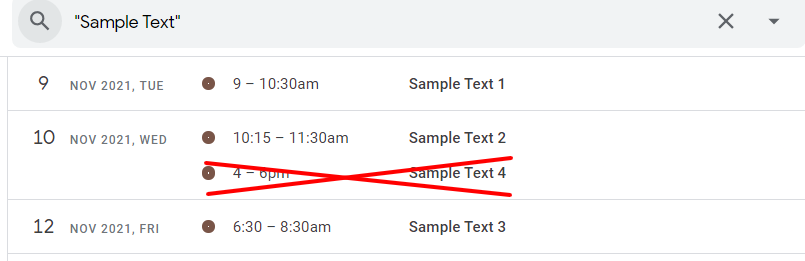 "Sample Text"
9 NOV 2021, TUE 9 – 10:30am Sample Text 1
10 NOV 2021, WED 10:15 – 11:30am Sample Text 2
4 – 6pm Sample Text 4
12 NOV 2021, FRI 6:30 – 8:30am Sample Text 3